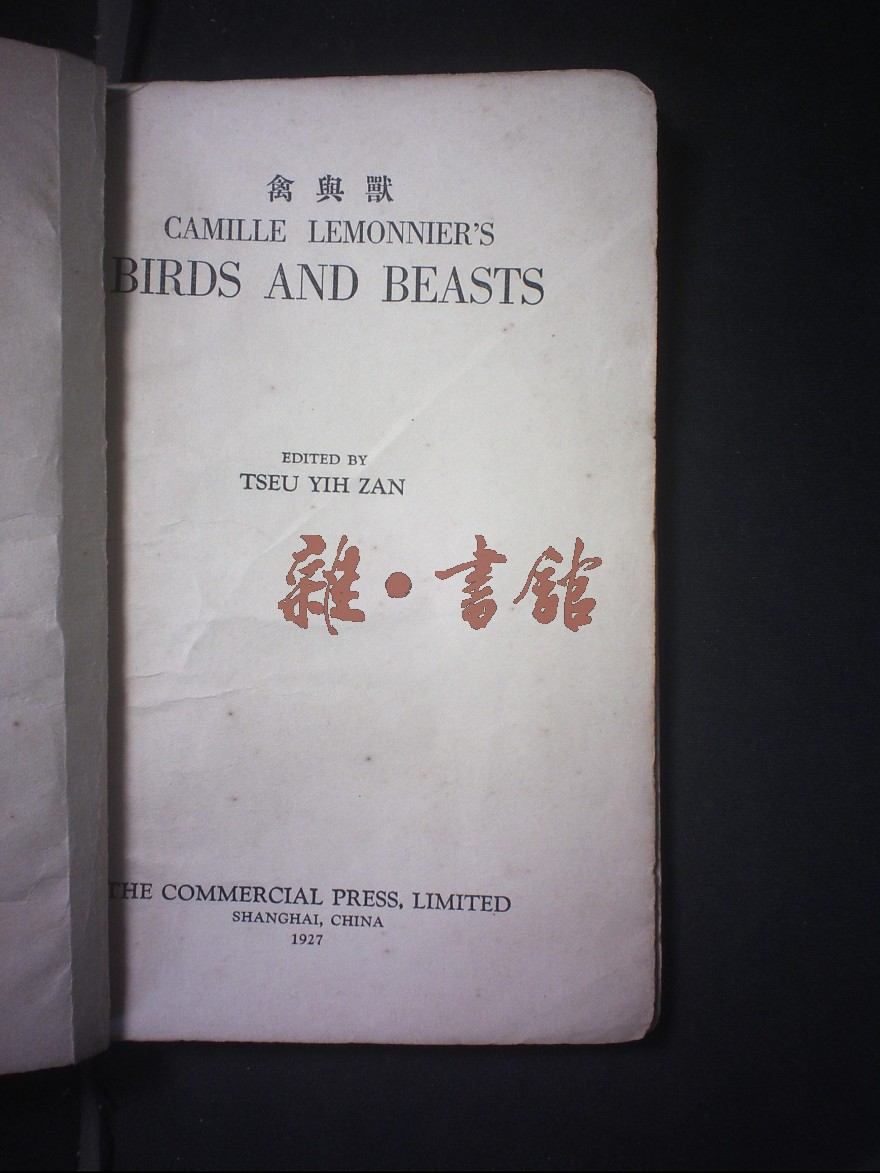 禽與獸
CAMILLE LEMONNIER'S
BIRDS AND BEASTS
EDITED BY
TSEU YIH ZAN
雜·書館
THE COMMERCIAL PRESS, LIMITED
SHANGHAI, CHINA
1927